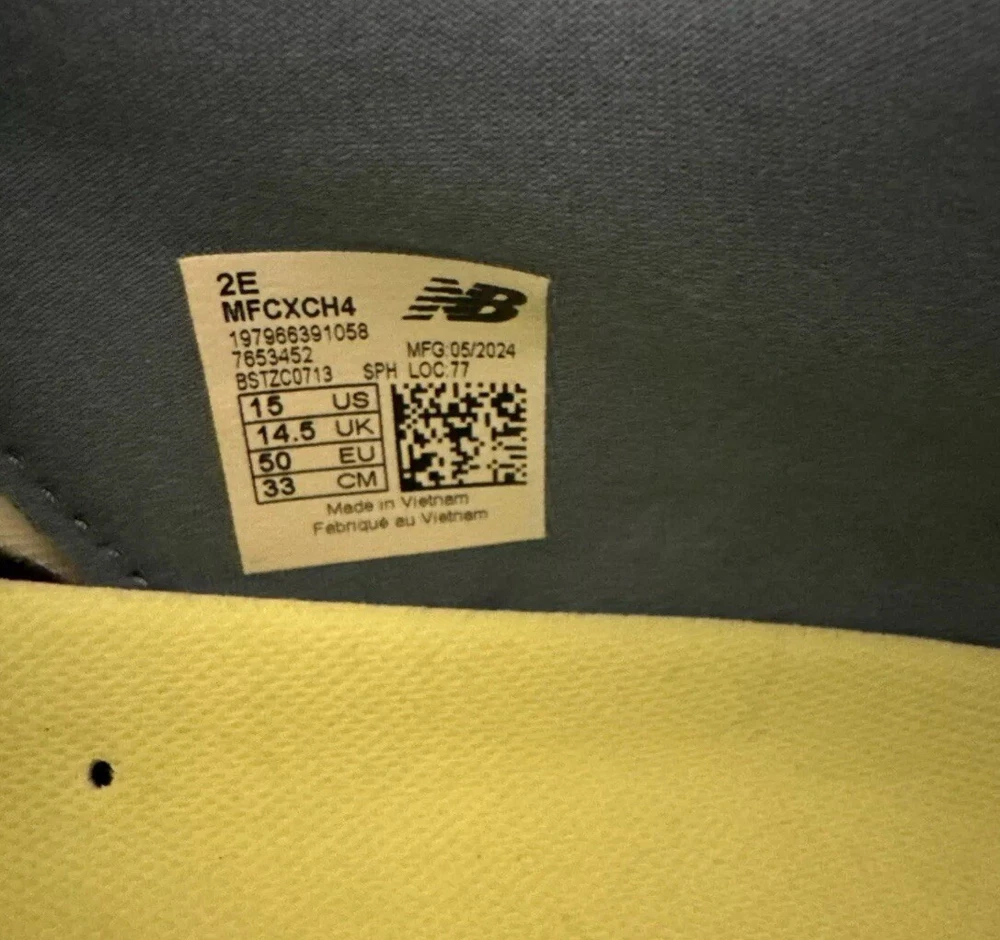 2E
MFCXCH4
NB
197966391058
7653452
MFG:05/2024
BSTZC0713 SPH LOC:77
15 US
14.5 UK
50 EU
33 CM
Made in Vietnam
Fabriqué au Vietnam